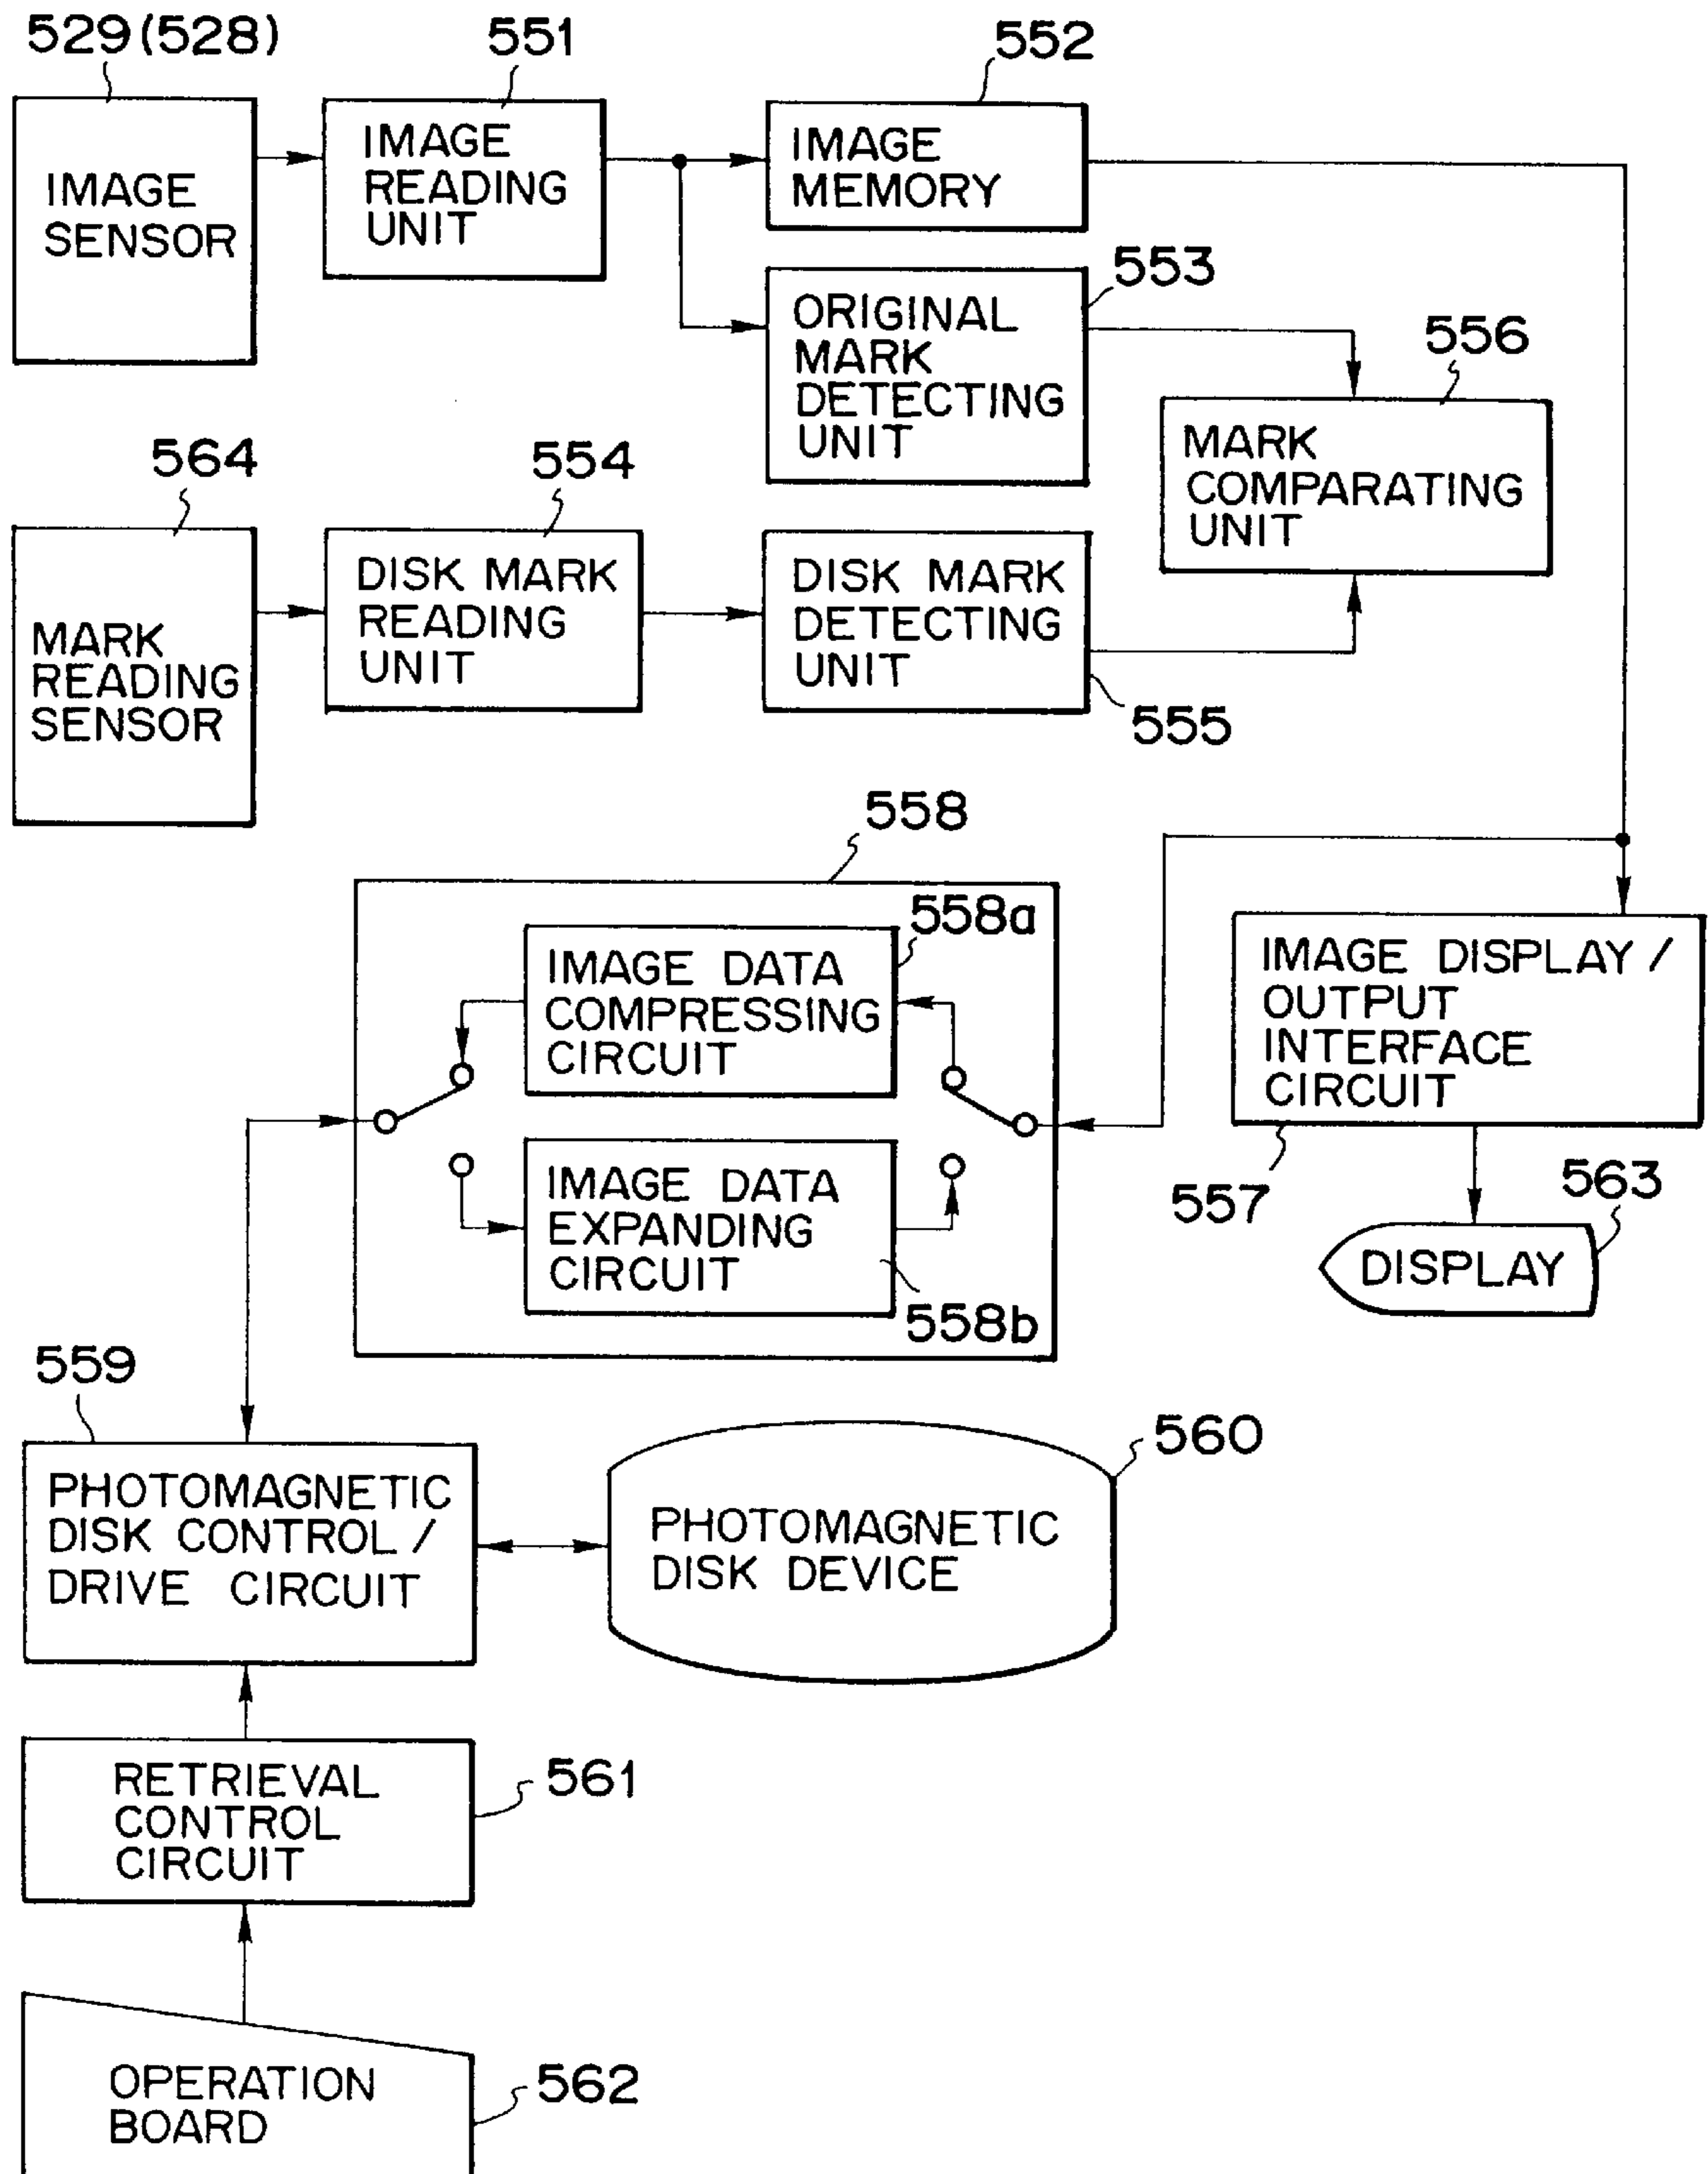 529(528)
551
552
IMAGE
SENSOR
IMAGE
READING
UNIT
IMAGE
MEMORY
553
ORIGINAL
MARK
DETECTING
UNIT
556
MARK
COMPARATING
UNIT
564
554
MARK
READING
SENSOR
DISK MARK
READING
UNIT
DISK MARK
DETECTING
UNIT
555
558
558a
IMAGE DATA
COMPRESSING
CIRCUIT
IMAGE DISPLAY /
OUTPUT
INTERFACE
CIRCUIT
557
IMAGE DATA
EXPANDING
CIRCUIT
558b
563
DISPLAY
559
PHOTOMAGNETIC
DISK CONTROL /
DRIVE CIRCUIT
560
PHOTOMAGNETIC
DISK DEVICE
RETRIEVAL
CONTROL
CIRCUIT
561
OPERATION
BOARD
562